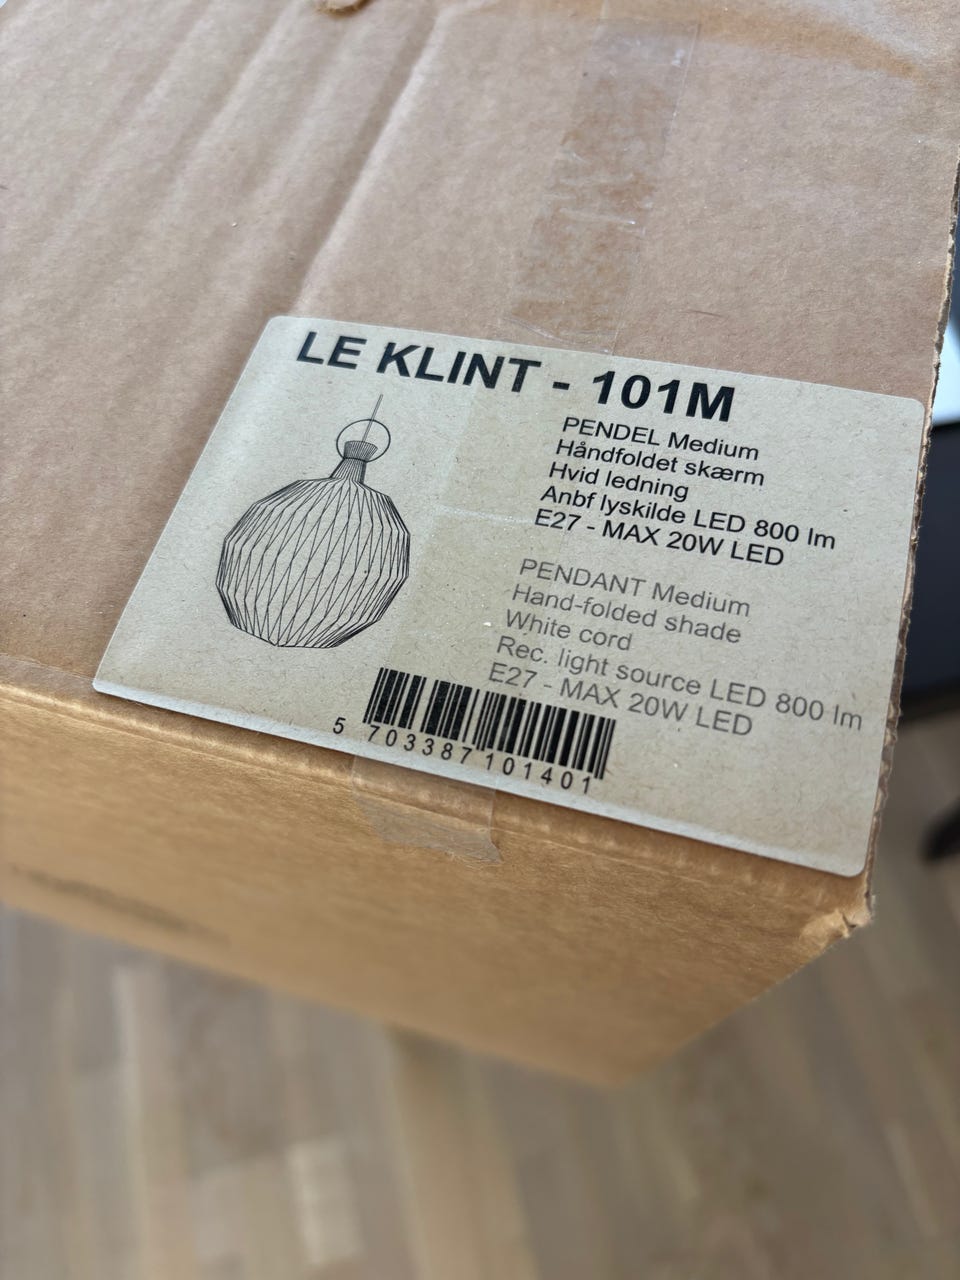 LE KLINT - 101M
PENDEL Medium
Håndfoldet skærm
Hvid ledning
Anbf lyskilde LED 800 lm
E27 - MAX 20W LED
PENDANT Medium
Hand-folded shade
White cord
Rec. light source LED 800 lm
E27 - MAX 20W LED
5 703387 101401